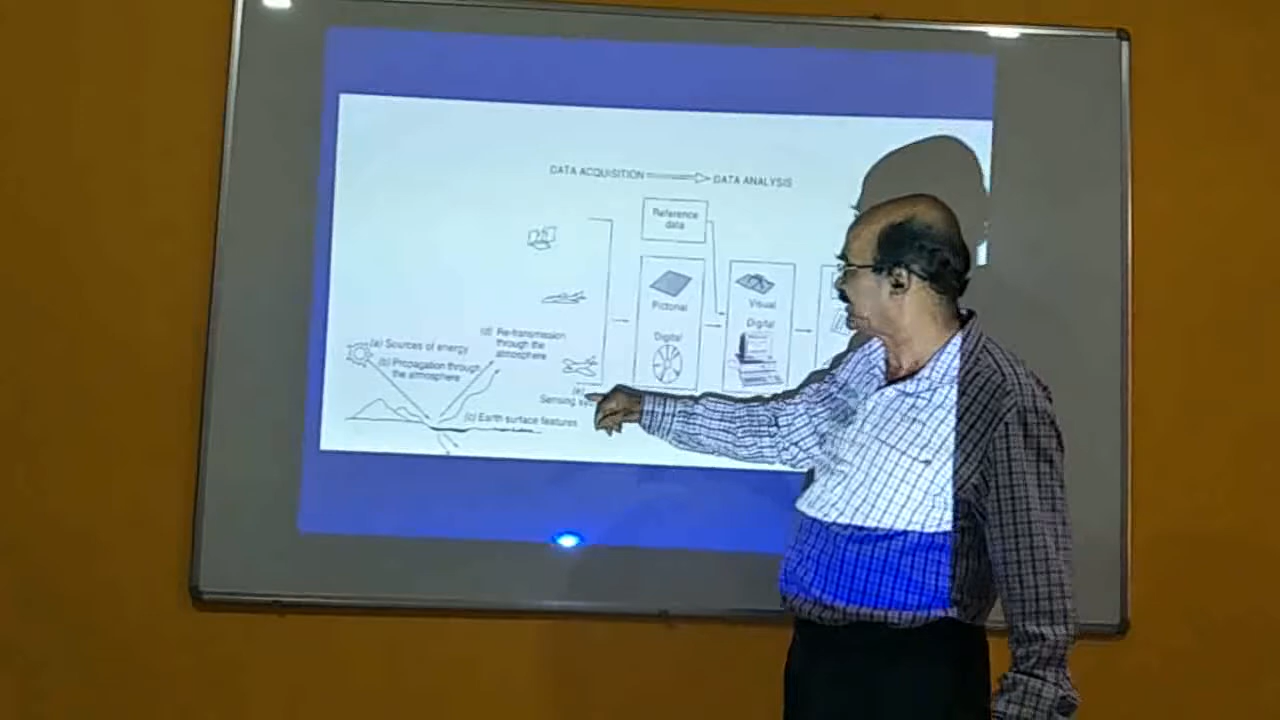 DATA ACQUISITION DATA ANALYSIS
Reference
data
Pictorial
Visual
Digital
Digital
(a) Sources of energy
(b) Propagation through
the atmosphere
(d) Re-transmission
through the
atmosphere
(c) Earth surface features
(e)
Sensing